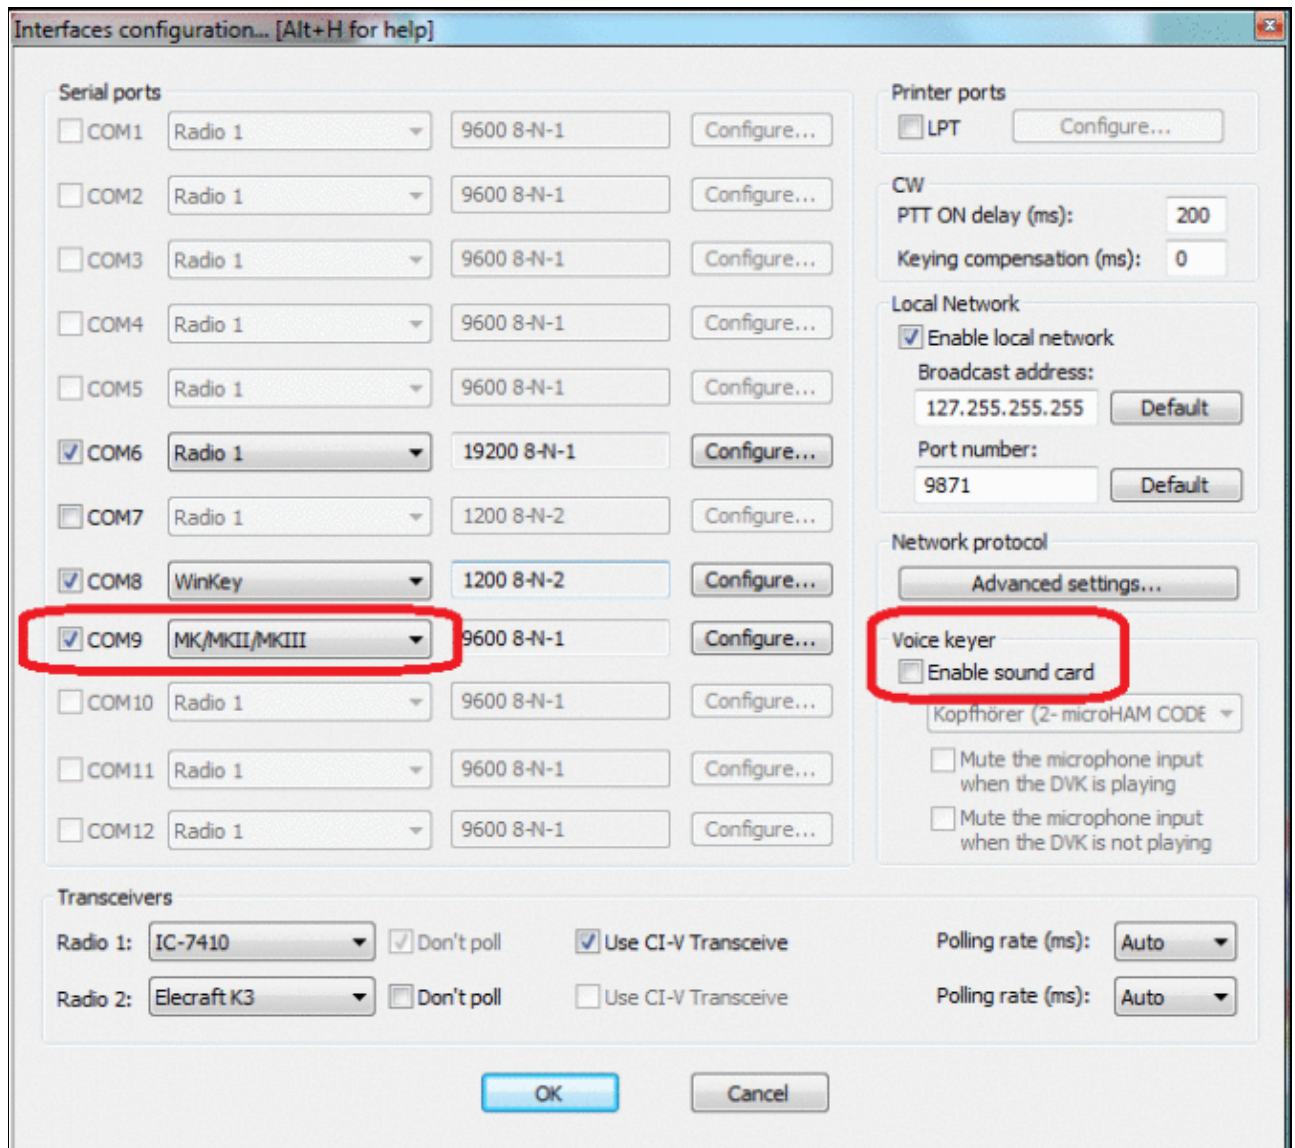 Interfaces configuration... [Alt+H for help]
Serial ports
COM1 Radio 1 9600 8-N-1 Configure...
COM2 Radio 1 9600 8-N-1 Configure...
COM3 Radio 1 9600 8-N-1 Configure...
COM4 Radio 1 9600 8-N-1 Configure...
COM5 Radio 1 9600 8-N-1 Configure...
COM6 Radio 1 19200 8-N-1 Configure...
COM7 Radio 1 1200 8-N-2 Configure...
COM8 WinKey 1200 8-N-2 Configure...
COM9 MK/MKII/MKIII 9600 8-N-1 Configure...
COM10 Radio 1 9600 8-N-1 Configure...
COM11 Radio 1 9600 8-N-1 Configure...
COM12 Radio 1 9600 8-N-1 Configure...
Printer ports
LPT Configure...
CW
PTT ON delay (ms): 200
Keying compensation (ms): 0
Local Network
Enable local network
Broadcast address:
127.255.255.255 Default
Port number:
9871 Default
Network protocol
Advanced settings...
Voice keyer
Enable sound card
Kopfhörer (2- microHAM CODE
Mute the microphone input
when the DVK is playing
Mute the microphone input
when the DVK is not playing
Transceivers
Radio 1: IC-7410 Don't poll Use CI-V Transceive Polling rate (ms): Auto
Radio 2: Elecraft K3 Don't poll Use CI-V Transceive Polling rate (ms): Auto
OK Cancel